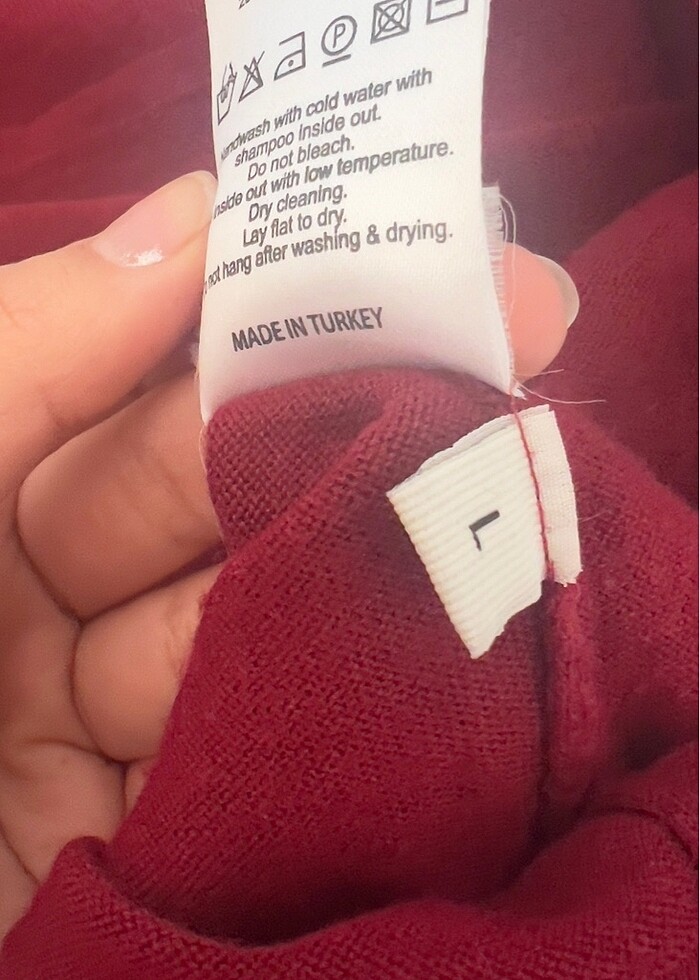 P
with cold water with
shampoo inside out.
Do not bleach.
inside out with low temperature.
Dry cleaning.
Lay flat to dry.
not hang after washing & drying.
MADE IN TURKEY
L